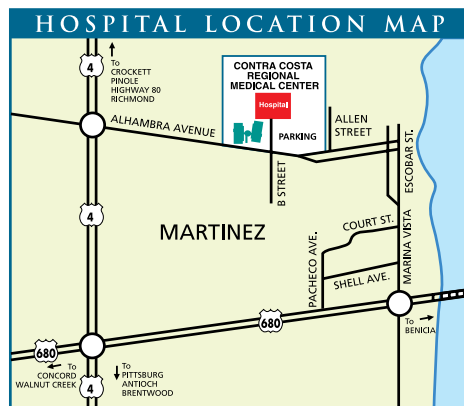 HOSPITAL LOCATION MAP
4
To
CROCKETT
PINOLE
HIGHWAY 80
RICHMOND
CONTRA COSTA
REGIONAL
MEDICAL CENTER
Hospital
PARKING
ALLEN
STREET
ALHAMBRA AVENUE
B STREET
ESCOBAR ST.
4
MARTINEZ
COURT ST.
PACHECO AVE.
SHELL AVE.
MARINA VISTA
680
To
BENICIA
680
To
CONCORD
WALNUT CREEK
4
To
PITTSBURG
ANTIOCH
BRENTWOOD